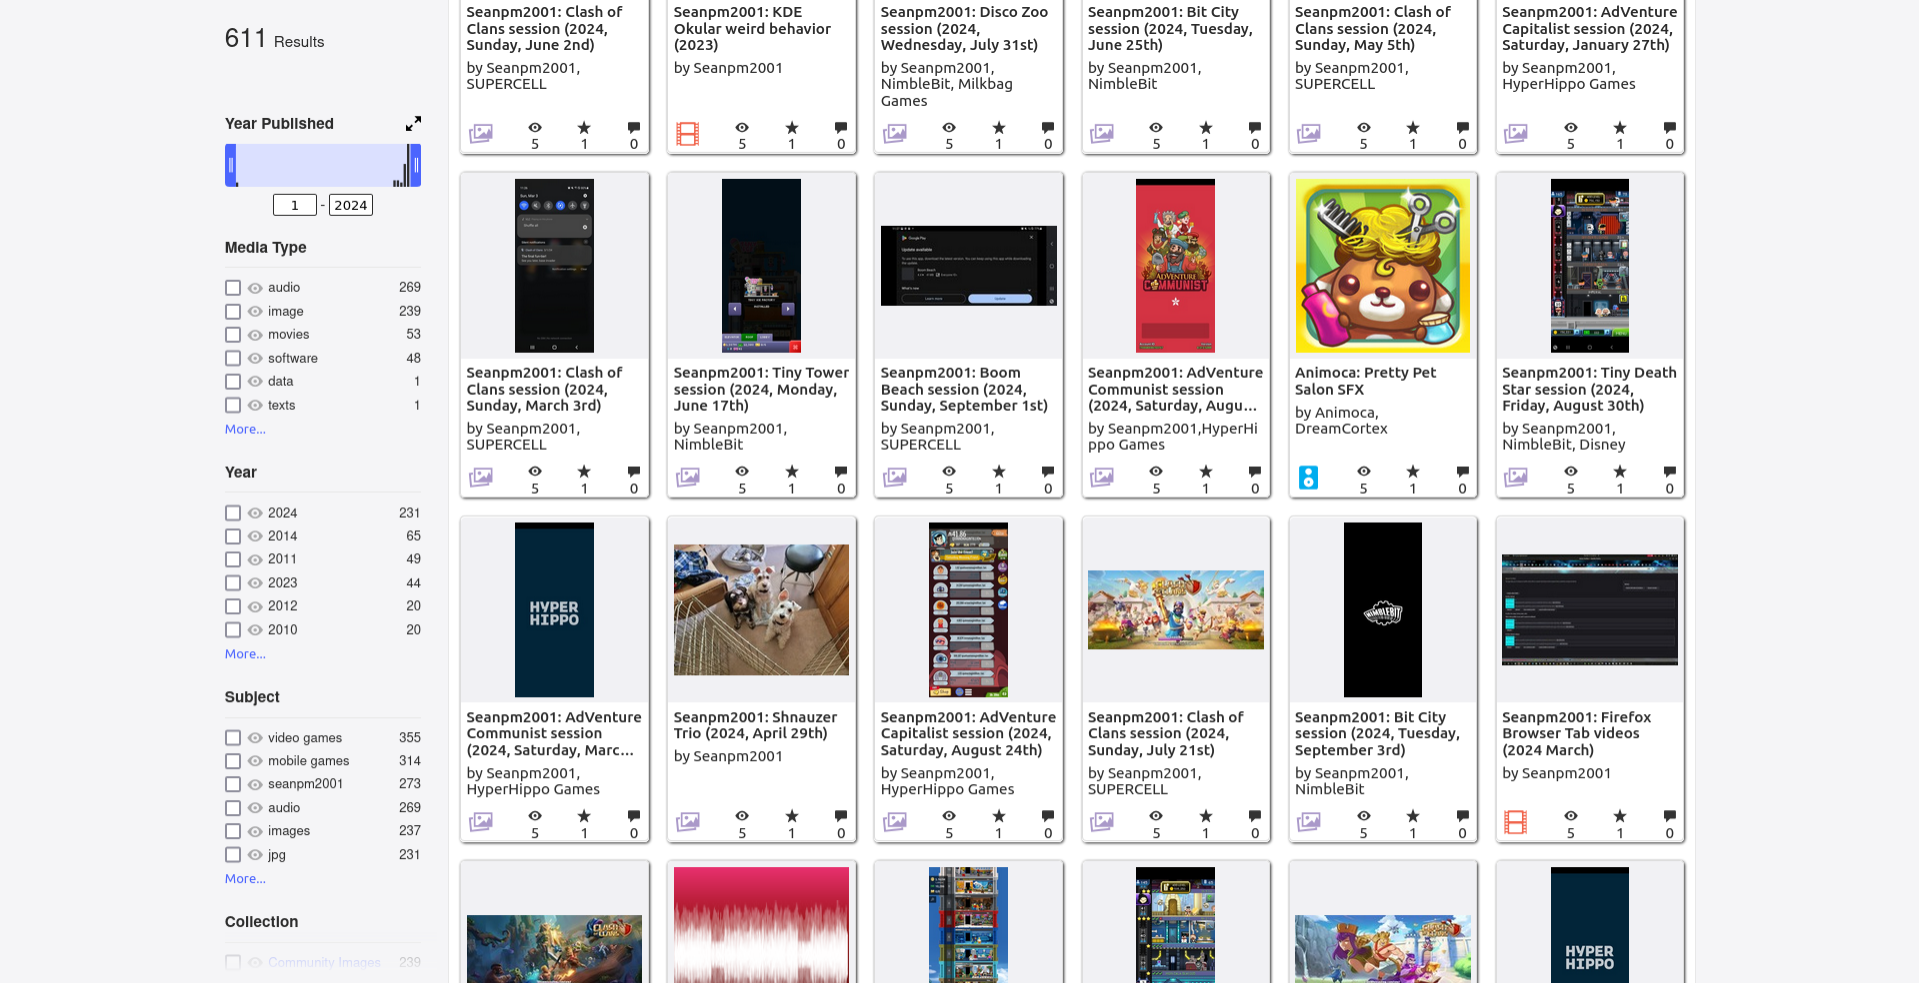 611 Results
Year Published
1 - 2024
Media Type
audio 269
image 239
movies 53
software 48
data 1
texts 1
More...
Year
2024 231
2014 65
2011 49
2023 44
2012 20
2010 20
More...
Subject
video games 355
mobile games 314
seanpm2001 273
audio 269
images 237
jpg 231
More...
Collection
Community Images 239
Seanpm2001: Clash of
Clans session (2024,
Sunday, June 2nd)
by Seanpm2001,
SUPERCELL
5 1 0
Seanpm2001: KDE
Okular weird behavior
(2023)
by Seanpm2001
5 1 0
Seanpm2001: Disco Zoo
session (2024,
Wednesday, July 31st)
by Seanpm2001,
NimbleBit, Milkbag
Games
5 1 0
Seanpm2001: Bit City
session (2024, Tuesday,
June 25th)
by Seanpm2001,
NimbleBit
5 1 0
Seanpm2001: Clash of
Clans session (2024,
Sunday, May 5th)
by Seanpm2001,
SUPERCELL
5 1 0
Seanpm2001: AdVenture
Capitalist session (2024,
Saturday, January 27th)
by Seanpm2001,
HyperHippo Games
5 1 0
Seanpm2001: Clash of
Clans session (2024,
Sunday, March 3rd)
by Seanpm2001,
SUPERCELL
5 1 0
Seanpm2001: Tiny Tower
session (2024, Monday,
June 17th)
by Seanpm2001,
NimbleBit
5 1 0
Google Play
Update available
Seanpm2001: Boom
Beach session (2024,
Sunday, September 1st)
by Seanpm2001,
SUPERCELL
5 1 0
ADVENTURE
COMMUNIST
Seanpm2001: AdVenture
Communist session
(2024, Saturday, Augu...
by Seanpm2001,HyperHi
ppo Games
5 1 0
Animoca: Pretty Pet
Salon SFX
by Animoca,
DreamCortex
5 1 0
Seanpm2001: Tiny Death
Star session (2024,
Friday, August 30th)
by Seanpm2001,
NimbleBit, Disney
5 1 0
HYPER
HIPPO
Seanpm2001: AdVenture
Communist session
(2024, Saturday, Marc...
by Seanpm2001,
HyperHippo Games
5 1 0
Seanpm2001: Shnauzer
Trio (2024, April 29th)
by Seanpm2001
5 1 0
Seanpm2001: AdVenture
Capitalist session (2024,
Saturday, August 24th)
by Seanpm2001,
HyperHippo Games
5 1 0
Seanpm2001: Clash of
Clans session (2024,
Sunday, July 21st)
by Seanpm2001,
SUPERCELL
5 1 0
NIMBLEBIT
Seanpm2001: Bit City
session (2024, Tuesday,
September 3rd)
by Seanpm2001,
NimbleBit
5 1 0
Seanpm2001: Firefox
Browser Tab videos
(2024 March)
by Seanpm2001
5 1 0
HYPER
HIPPO